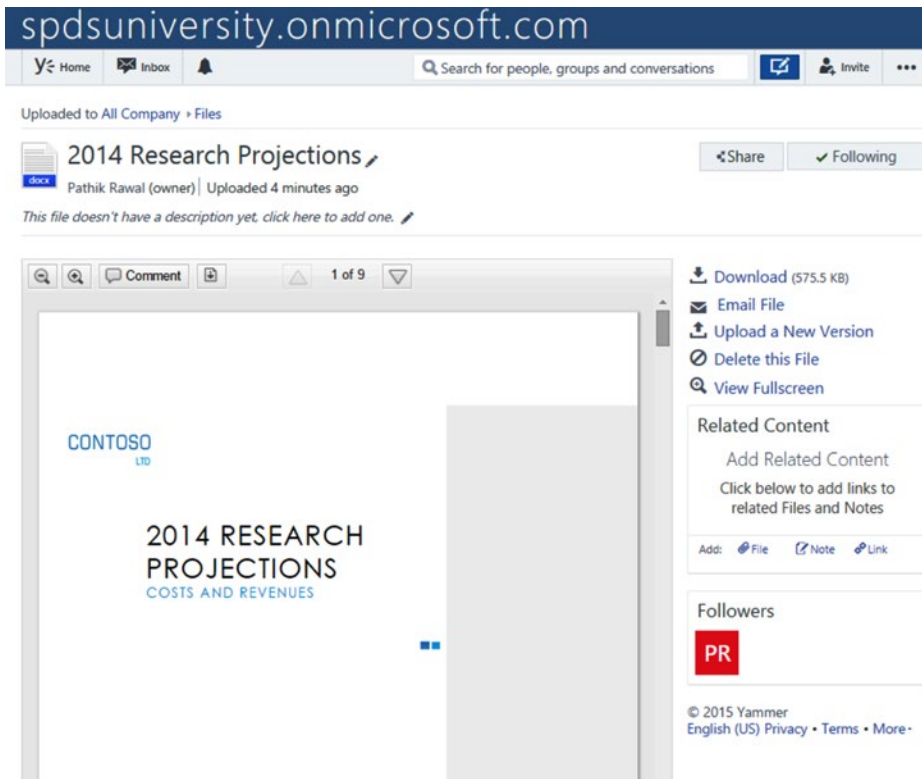 spdsuniversity.onmicrosoft.com
Home Inbox Search for people, groups and conversations Invite •••
Uploaded to All Company ▸ Files
2014 Research Projections
docx
Pathik Rawal (owner) | Uploaded 4 minutes ago
Share ✓ Following
This file doesn't have a description yet, click here to add one.
Comment 1 of 9
CONTOSO
LTD
2014 RESEARCH
PROJECTIONS
COSTS AND REVENUES
Download (575.5 KB)
Email File
Upload a New Version
Delete this File
View Fullscreen
Related Content
Add Related Content
Click below to add links to
related Files and Notes
Add: File Note Link
Followers
PR
© 2015 Yammer
English (US) Privacy • Terms • More